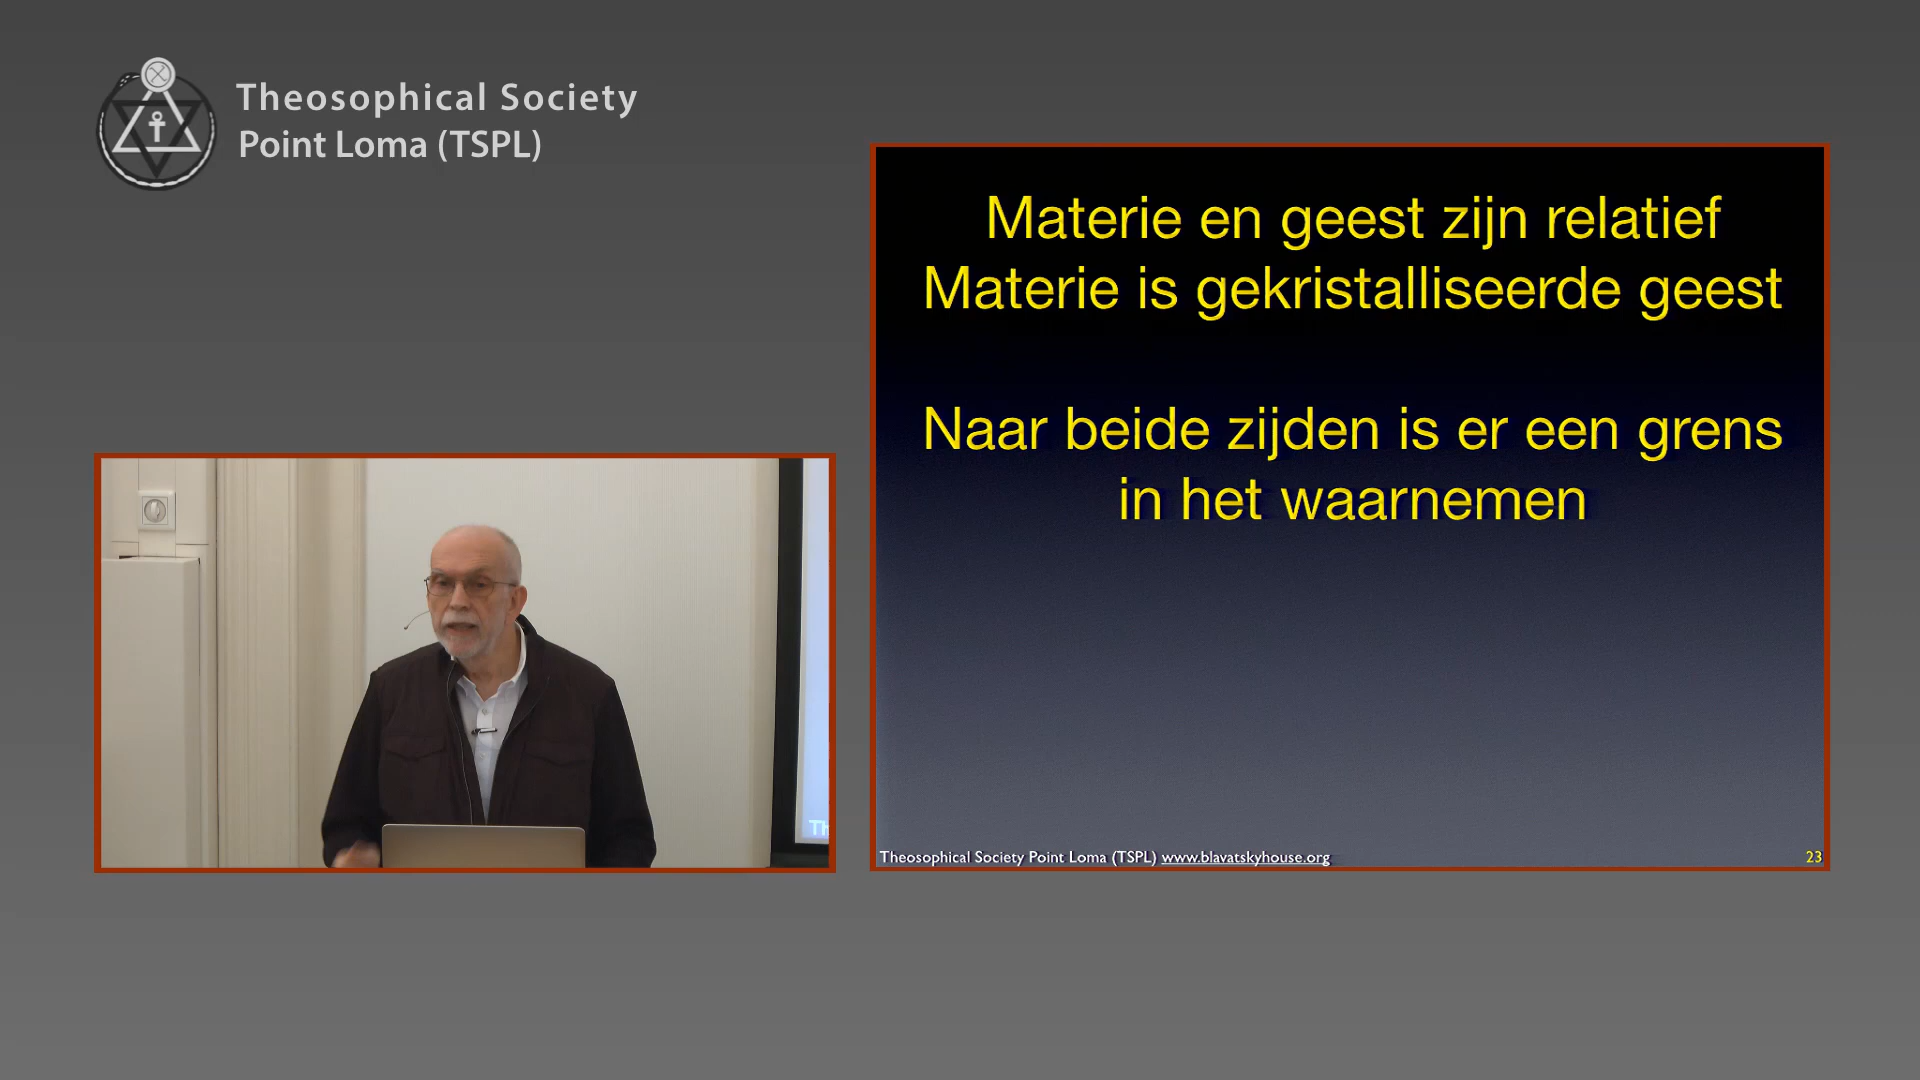 Theosophical Society
Point Loma (TSPL)
Materie en geest zijn relatief
Materie is gekristalliseerde geest
Naar beide zijden is er een grens
in het waarnemen
Theosophical Society Point Loma (TSPL) www.blavatskyhouse.org
23
TH